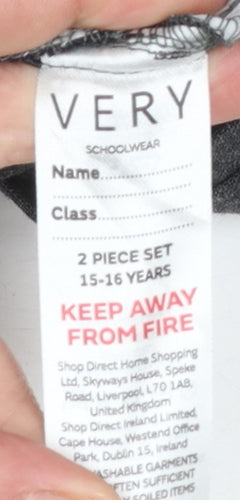 VERY
SCHOOLWEAR
Name
Class
2 PIECE SET
15-16 YEARS
KEEP AWAY
FROM FIRE
Shop Direct Home Shopping
Ltd, Skyways House, Speke
Road, Liverpool, L70 1AB,
United Kingdom
Shop Direct Ireland Limited,
Cape House, Westend Office
Park, Dublin 15, Ireland
GARMENTS
SUFFICIENT
SOILED ITEMS